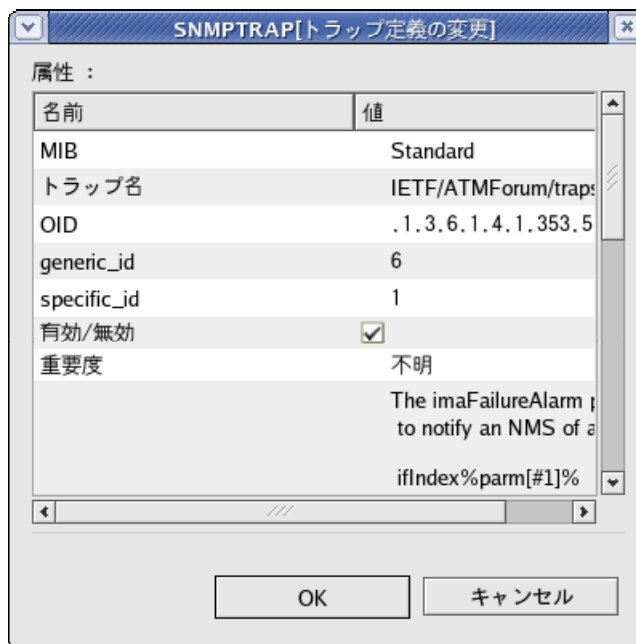 SNMPTRAP[トラップ定義の変更]
属性 :
名前 値
MIB Standard
トラップ名 IETF/ATMForum/traps
OID .1.3.6.1.4.1.353.5
generic_id 6
specific_id 1
有効/無効
重要度 不明
The imaFailureAlarm
to notify an NMS of a
ifIndex%parm[#1]%
OK キャンセル